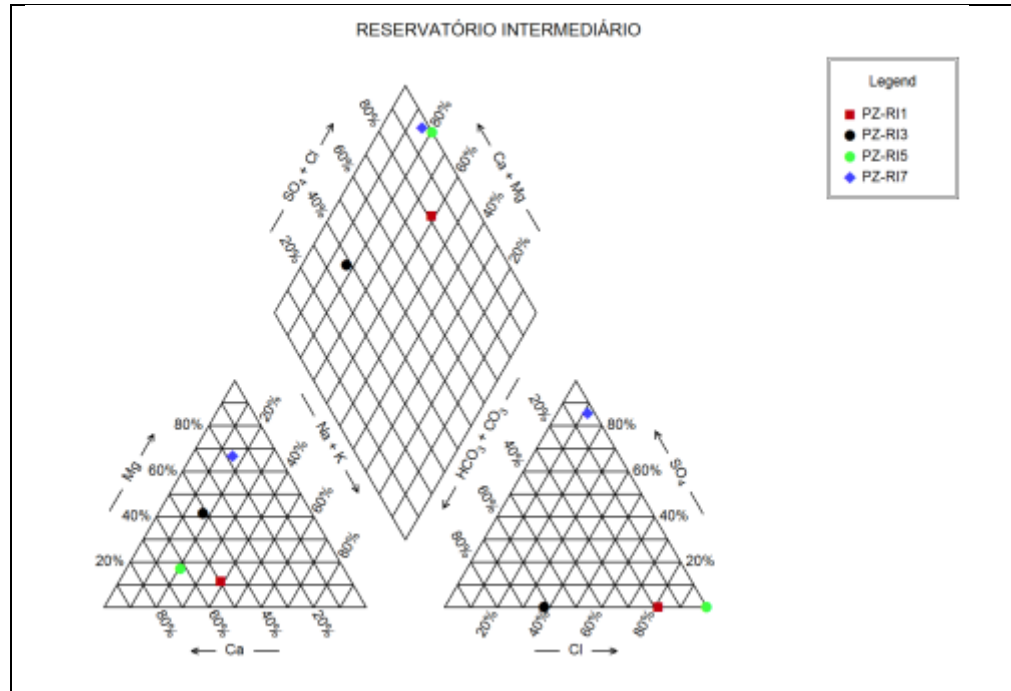 RESERVATÓRIO INTERMEDIÁRIO
Legend
PZ-RI1
PZ-RI3
PZ-RI5
PZ-RI7
80%
60%
40%
20%
SO₄ + Cl
80%
60%
40%
20%
Ca + Mg
Na + K
HCO₃ + CO₃
80%
60%
40%
20%
Mg
20%
40%
60%
80%
80%
60%
40%
20%
Ca
20%
40%
60%
80%
80%
60%
40%
20%
SO₄
20%
40%
60%
80%
Cl